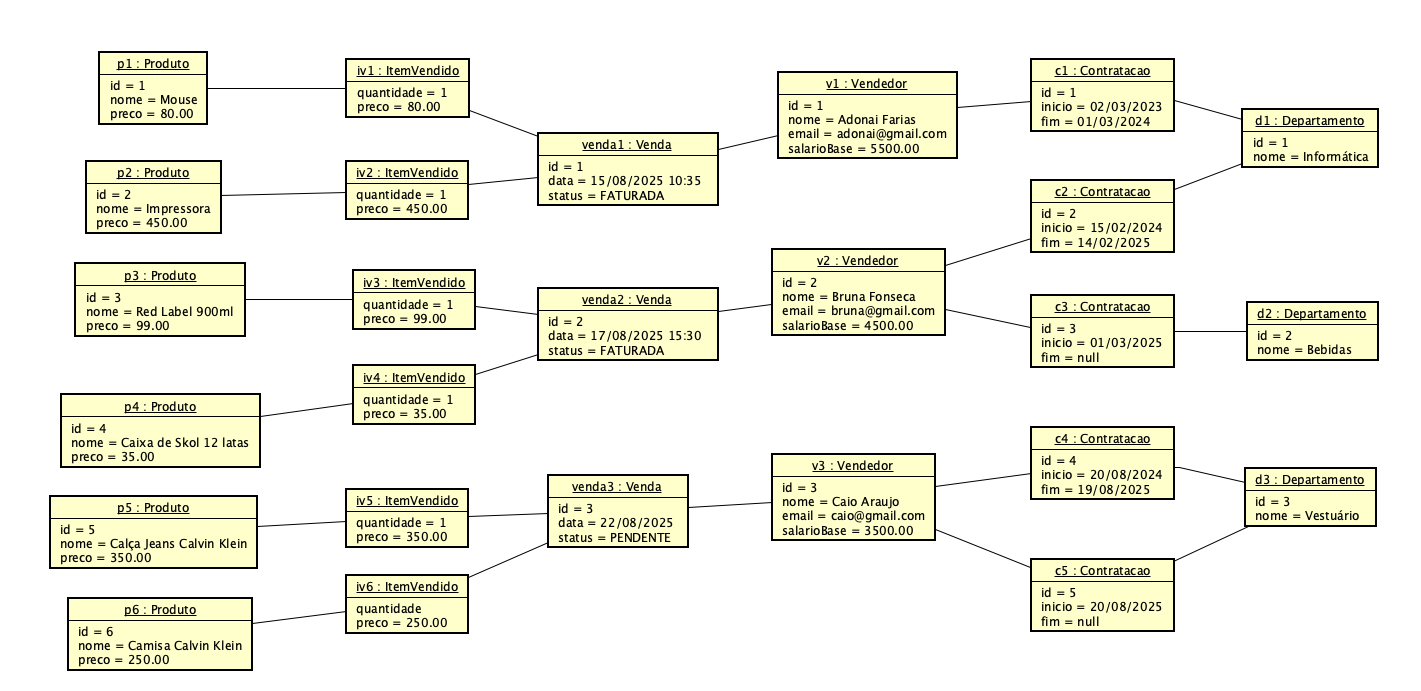 p1 : Produto
id = 1
nome = Mouse
preco = 80.00
iv1 : ItemVendido
quantidade = 1
preco = 80.00
p2 : Produto
id = 2
nome = Impressora
preco = 450.00
iv2 : ItemVendido
quantidade = 1
preco = 450.00
venda1 : Venda
id = 1
data = 15/08/2025 10:35
status = FATURADA
v1 : Vendedor
id = 1
nome = Adonai Farias
email = adonai@gmail.com
salarioBase = 5500.00
c1 : Contratacao
id = 1
inicio = 02/03/2023
fim = 01/03/2024
d1 : Departamento
id = 1
nome = Informática
c2 : Contratacao
id = 2
inicio = 15/02/2024
fim = 14/02/2025
p3 : Produto
id = 3
nome = Red Label 900ml
preco = 99.00
iv3 : ItemVendido
quantidade = 1
preco = 99.00
p4 : Produto
id = 4
nome = Caixa de Skol 12 latas
preco = 35.00
iv4 : ItemVendido
quantidade = 1
preco = 35.00
venda2 : Venda
id = 2
data = 17/08/2025 15:30
status = FATURADA
v2 : Vendedor
id = 2
nome = Bruna Fonseca
email = bruna@gmail.com
salarioBase = 4500.00
c3 : Contratacao
id = 3
inicio = 01/03/2025
fim = null
d2 : Departamento
id = 2
nome = Bebidas
p5 : Produto
id = 5
nome = Calça Jeans Calvin Klein
preco = 350.00
iv5 : ItemVendido
quantidade = 1
preco = 350.00
p6 : Produto
id = 6
nome = Camisa Calvin Klein
preco = 250.00
iv6 : ItemVendido
quantidade
preco = 250.00
venda3 : Venda
id = 3
data = 22/08/2025
status = PENDENTE
v3 : Vendedor
id = 3
nome = Caio Araujo
email = caio@gmail.com
salarioBase = 3500.00
c4 : Contratacao
id = 4
inicio = 20/08/2024
fim = 19/08/2025
d3 : Departamento
id = 3
nome = Vestuário
c5 : Contratacao
id = 5
inicio = 20/08/2025
fim = null